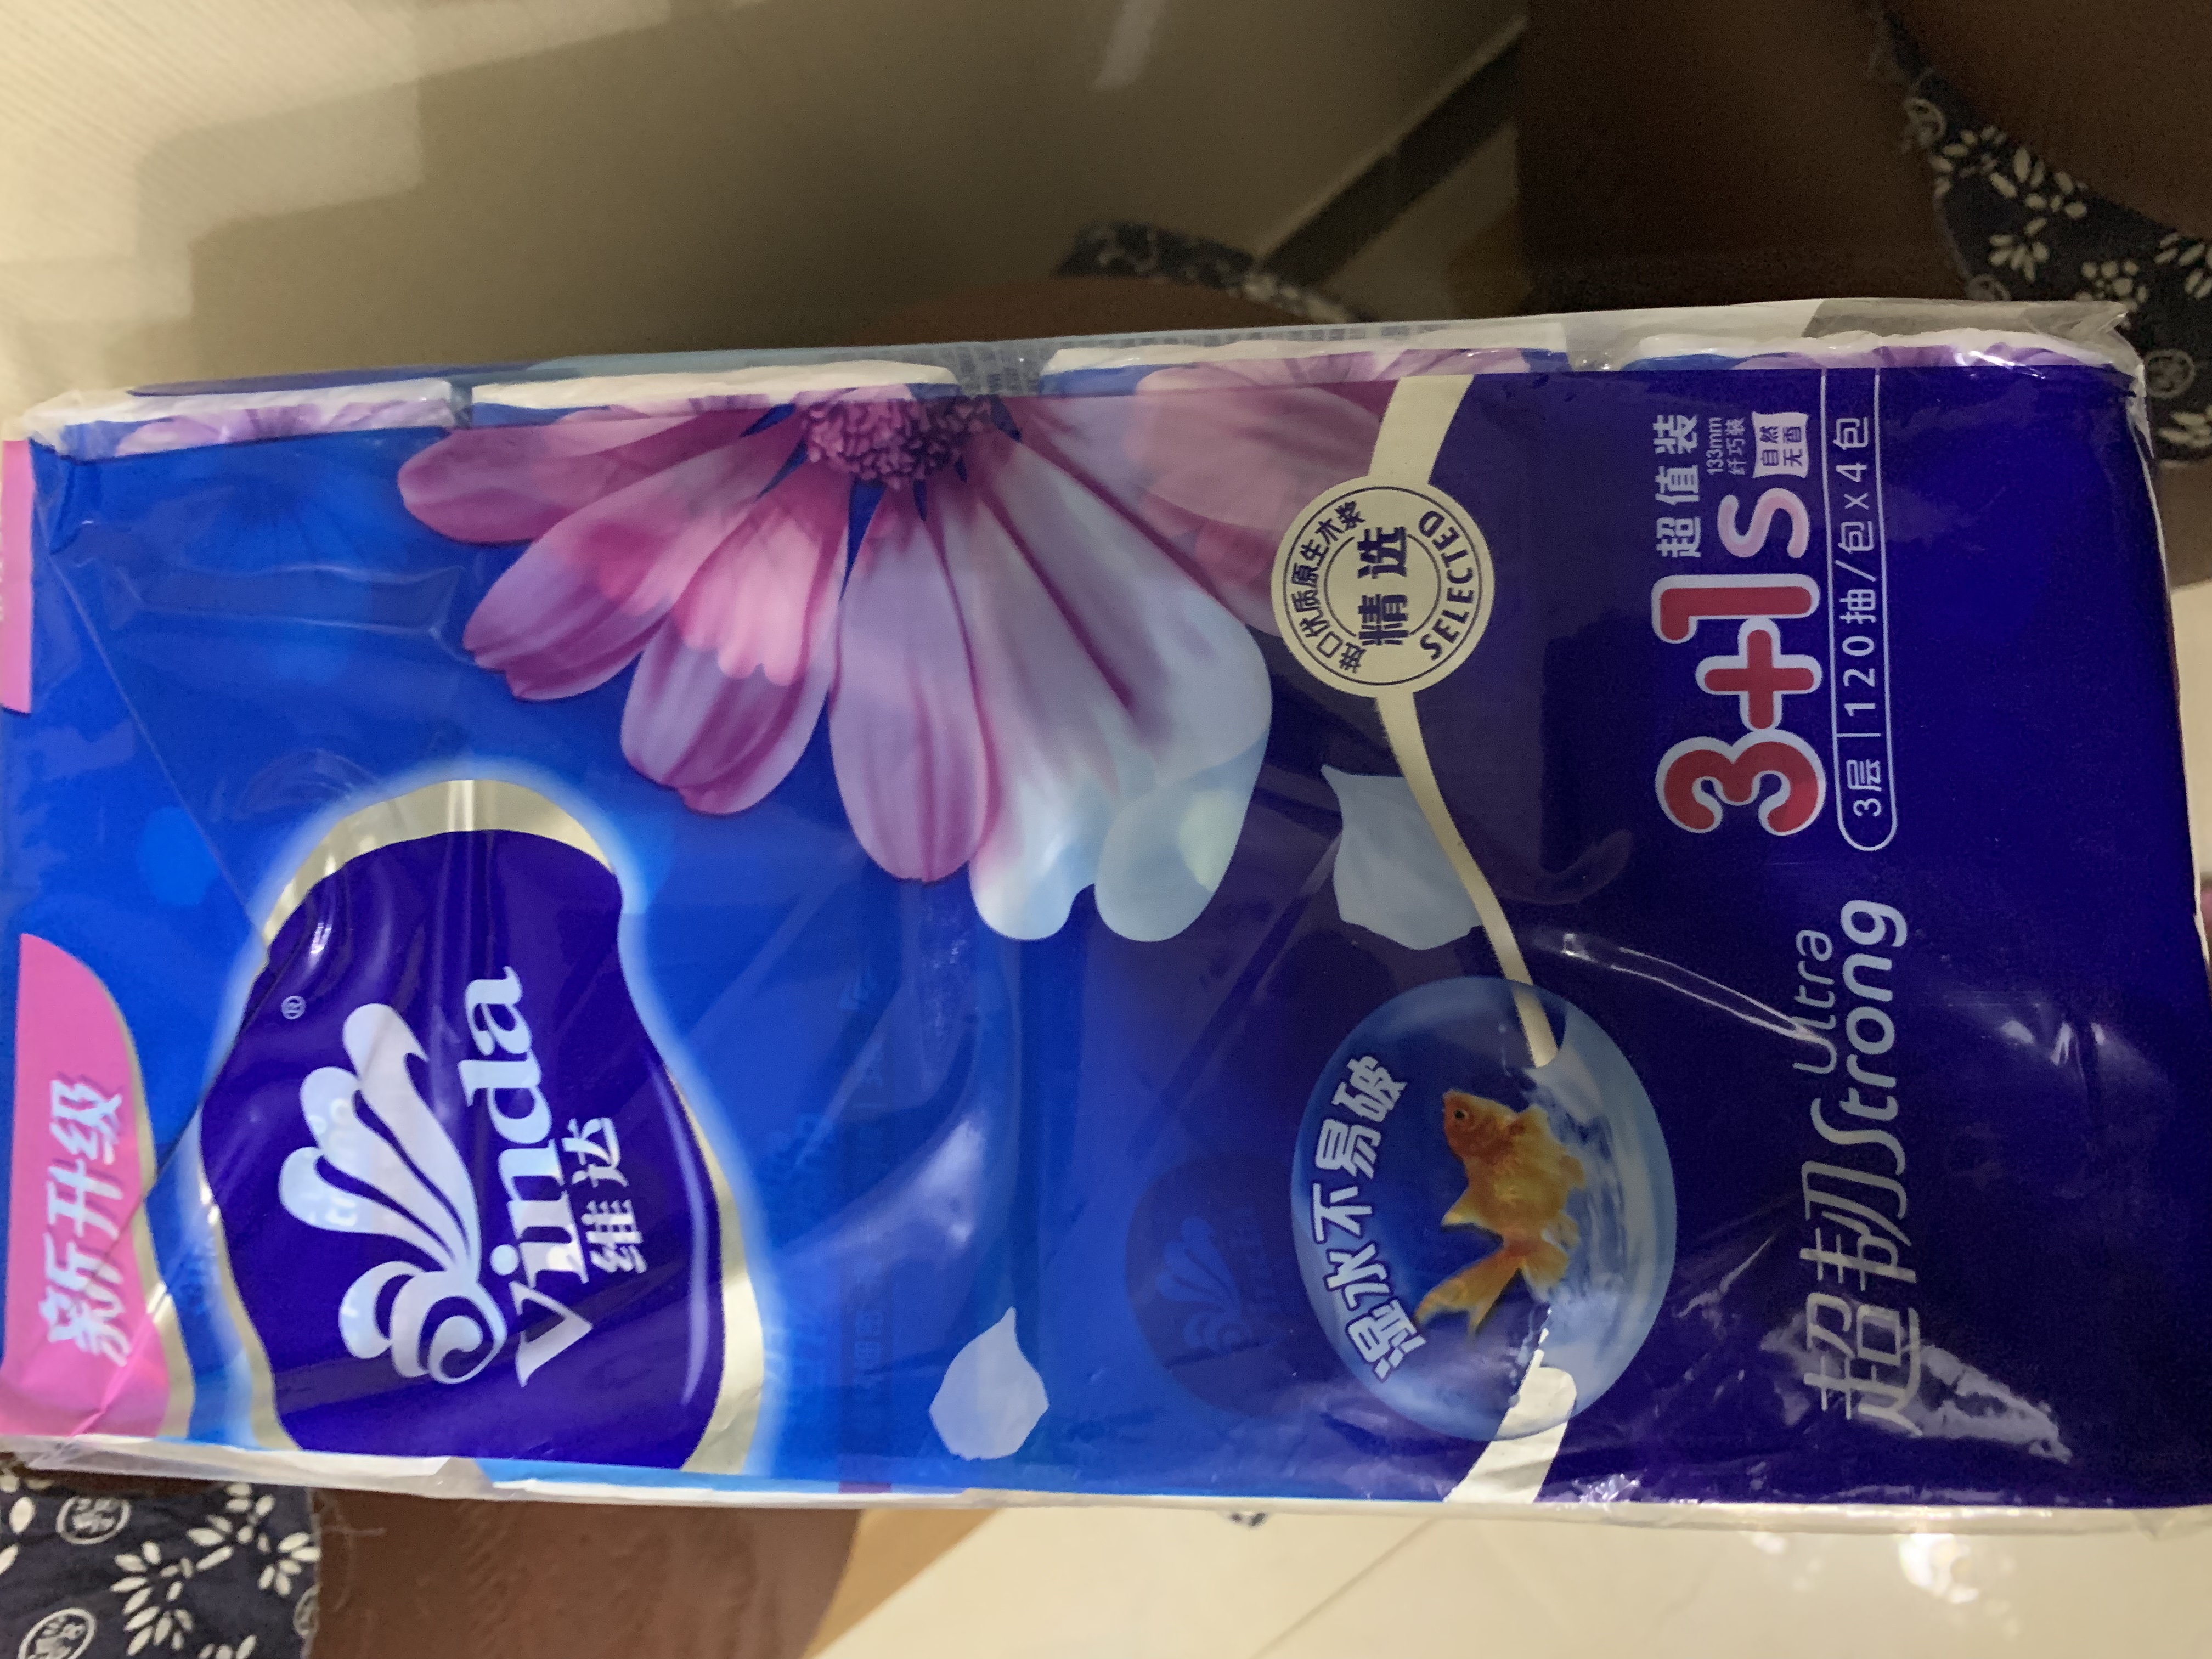 新升级
®
Vinda
维达
进口优质原生木浆
精选
SELECTED
湿水不易破
超值装
3+1S
133mm
纤巧装
自然
无香
3层|120抽/包x4包
超韧 Ultra
Strong